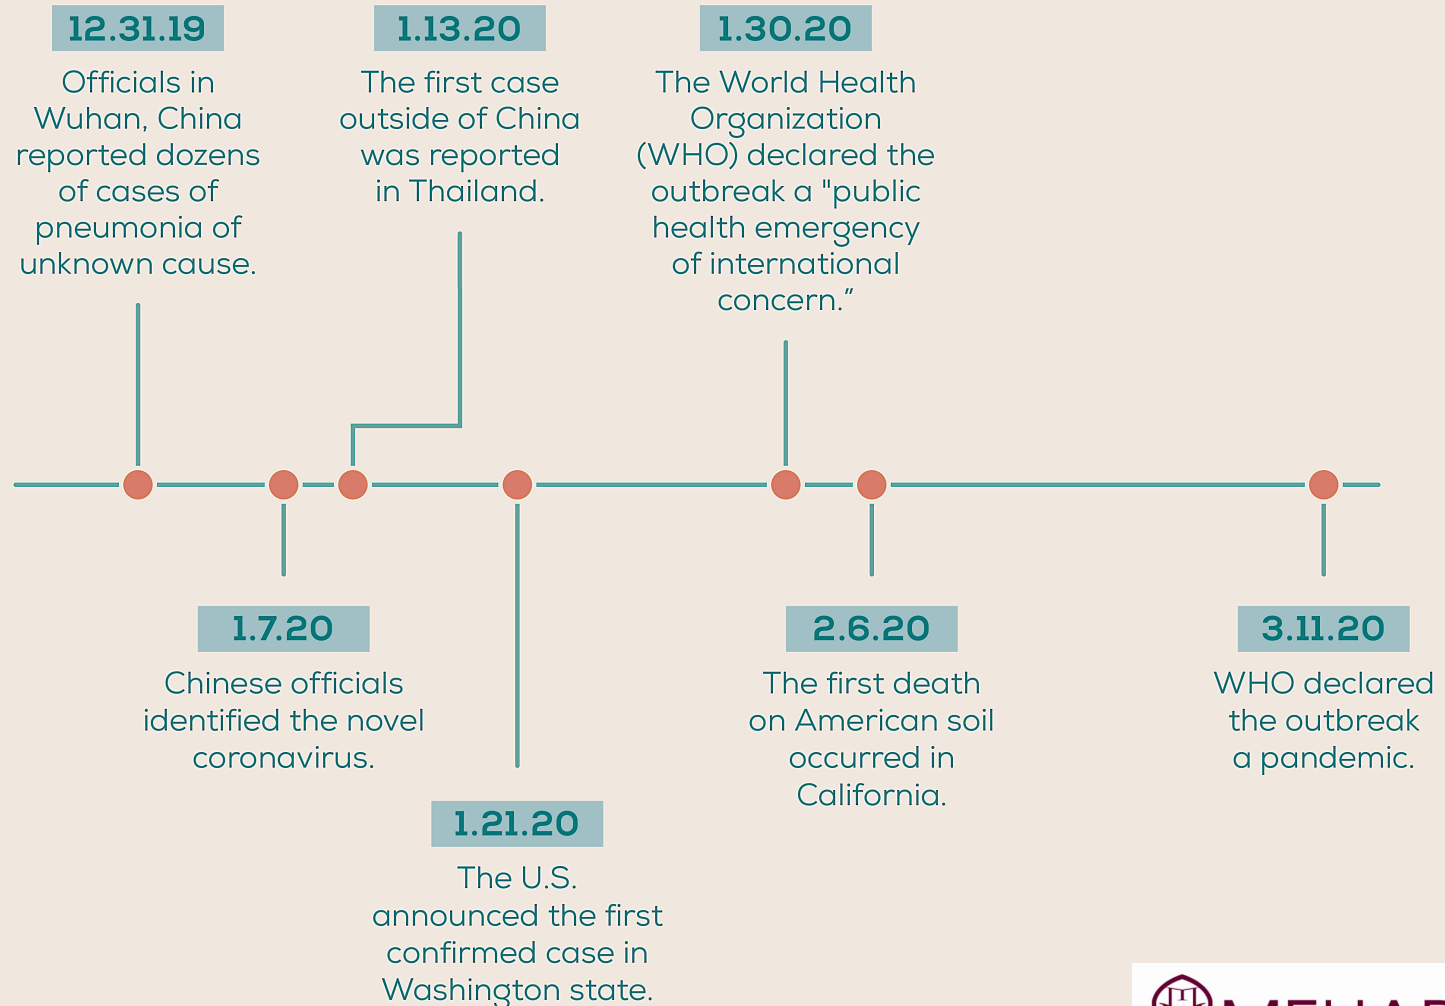 12.31.19
Officials in
Wuhan, China
reported dozens
of cases of
pneumonia of
unknown cause.
1.13.20
The first case
outside of China
was reported
in Thailand.
1.30.20
The World Health
Organization
(WHO) declared the
outbreak a "public
health emergency
of international
concern.”
1.7.20
Chinese officials
identified the novel
coronavirus.
1.21.20
The U.S.
announced the first
confirmed case in
Washington state.
2.6.20
The first death
on American soil
occurred in
California.
3.11.20
WHO declared
the outbreak
a pandemic.